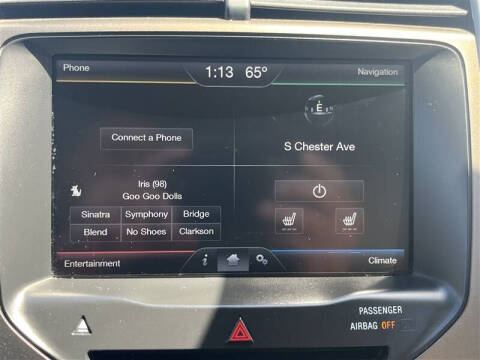 Phone
1:13 65°
Navigation
E
Connect a Phone
S Chester Ave
Iris (98)
Goo Goo Dolls
Sinatra Symphony Bridge
Blend No Shoes Clarkson
Entertainment
i
Climate
PASSENGER
AIRBAG OFF